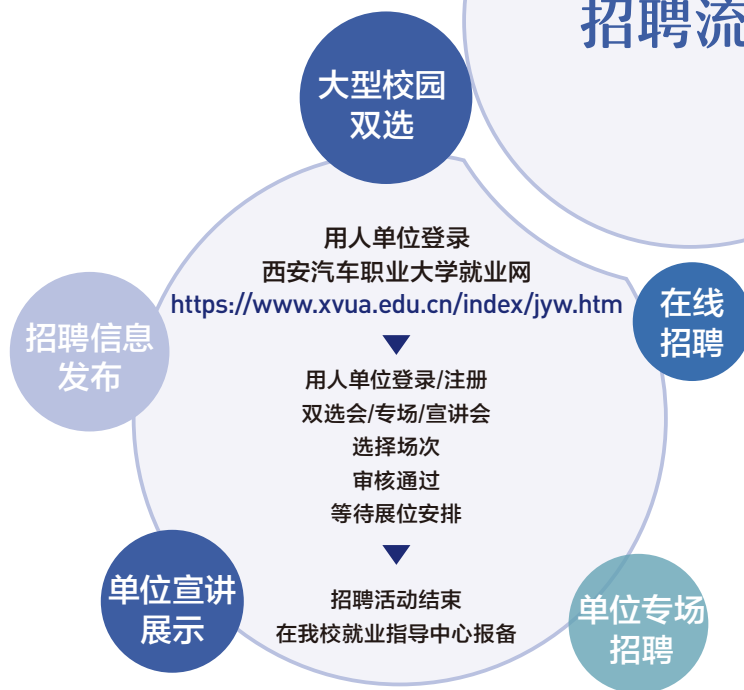 招聘流
大型校园
双选
用人单位登录
西安汽车职业大学就业网
https://www.xvua.edu.cn/index/jyw.htm
在线
招聘
招聘信息
发布
用人单位登录/注册
双选会/专场/宣讲会
选择场次
审核通过
等待展位安排
单位宣讲
展示
招聘活动结束
在我校就业指导中心报备
单位专场
招聘